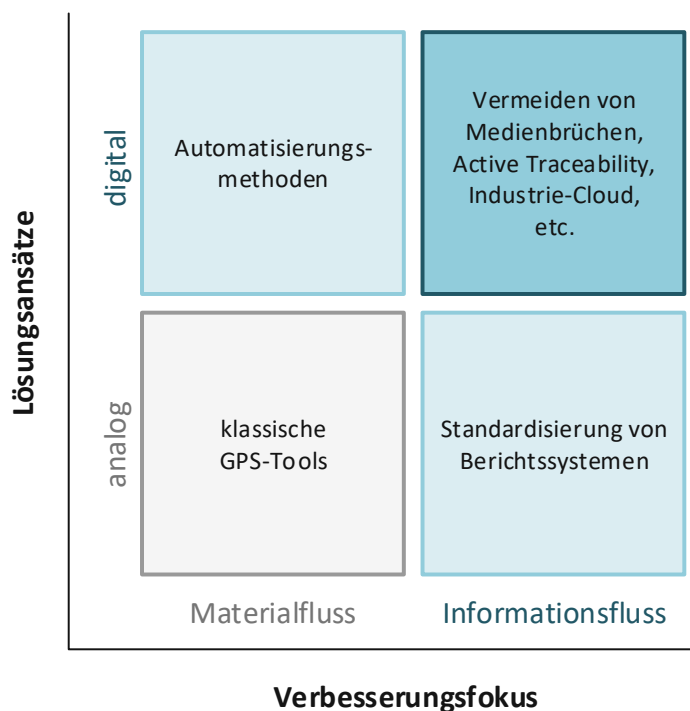 Lösungsansätze
digital
Automatisierungs-
methoden
Vermeiden von
Medienbrüchen,
Active Traceability,
Industrie-Cloud,
etc.
analog
klassische
GPS-Tools
Standardisierung von
Berichtssystemen
Materialfluss
Informationsfluss
Verbesserungsfokus